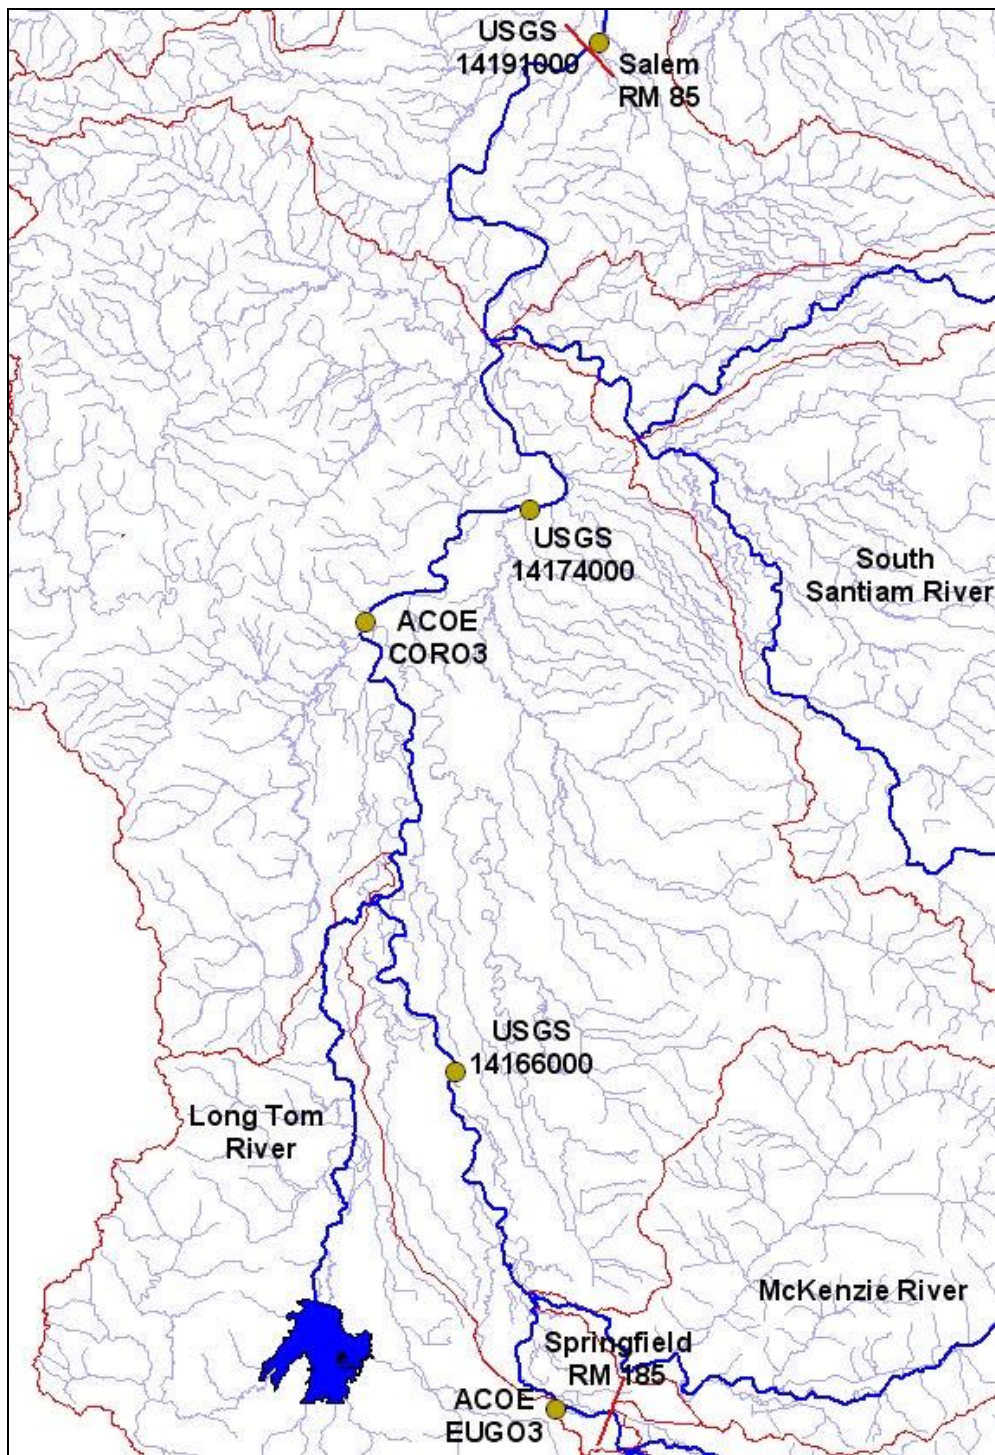 USGS
14191000
Salem
RM 85
USGS
14174000
South
Santiam River
ACOE
CORO3
USGS
14166000
Long Tom
River
McKenzie River
Springfield
RM 185
ACOE
EUGO3